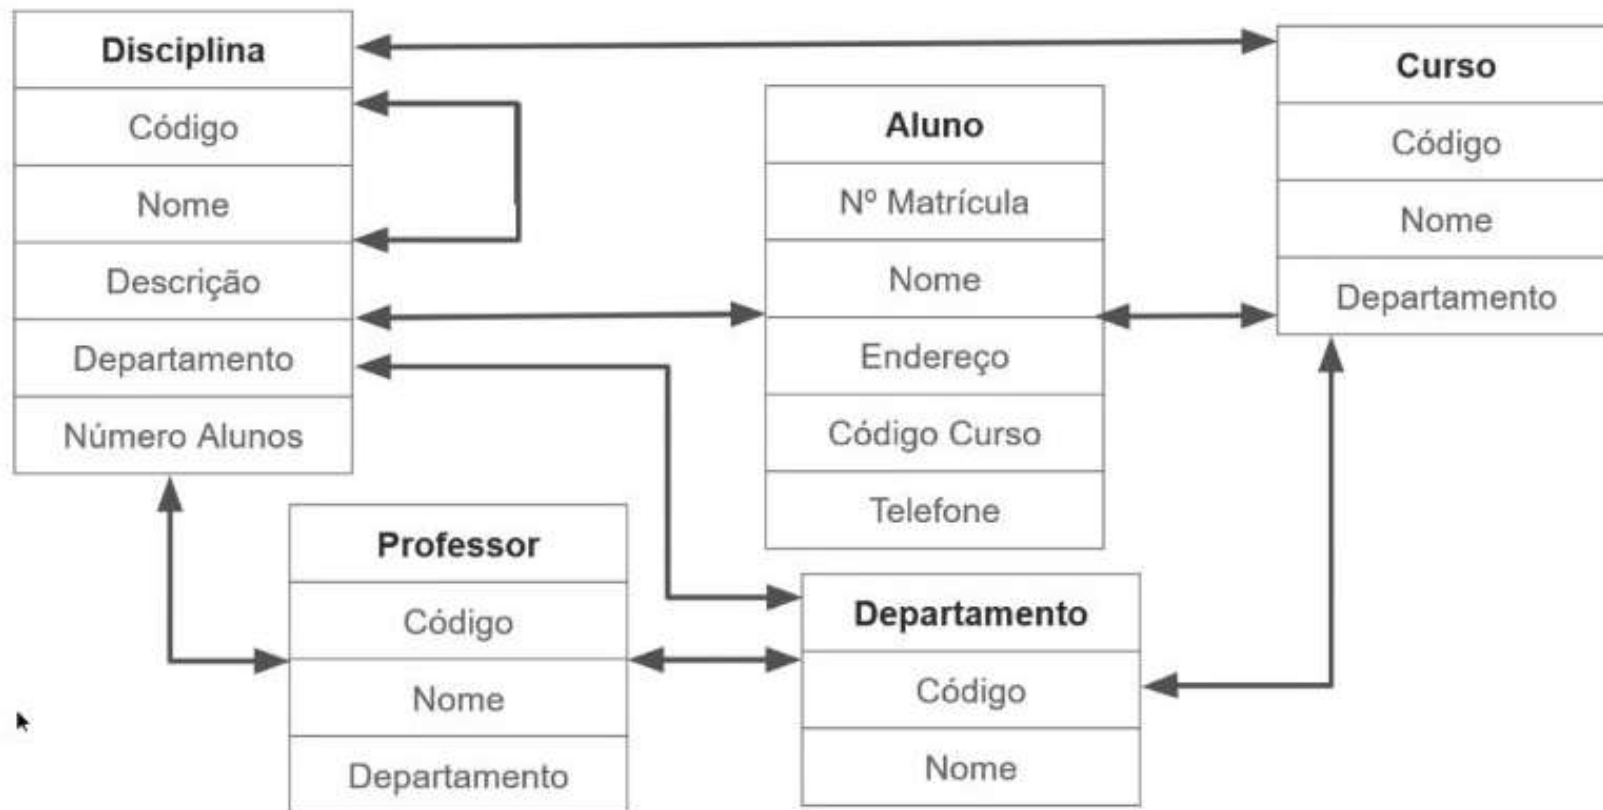 Disciplina
Código
Nome
Descrição
Departamento
Número Alunos
Aluno
Nº Matrícula
Nome
Endereço
Código Curso
Telefone
Curso
Código
Nome
Departamento
Professor
Código
Nome
Departamento
Departamento
Código
Nome